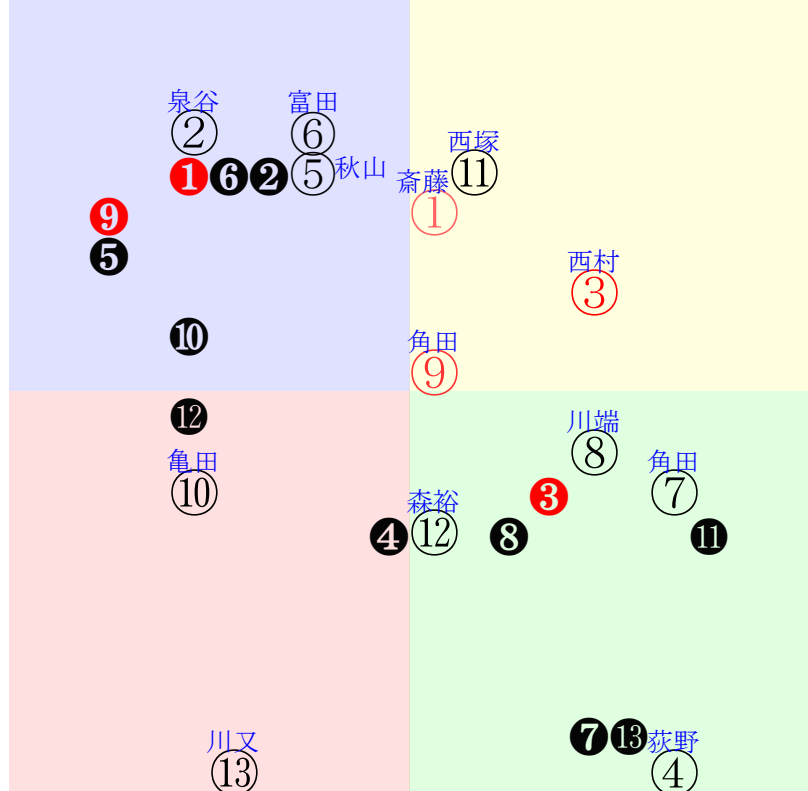 泉谷 富田
② ⑥ 西塚
❶ ❻ ❷ ⑤ 秋山 ⑪
斎藤
❾ ①
❺ 西村
③
❿ 角田
⑨
⓬ 川端
亀田 ⑧ 角田
⑩ ❸ 森裕 ⑦
❹ ⑫ ❽ ⓫
❼ ⓭ 荻野
川又 ④
⑬